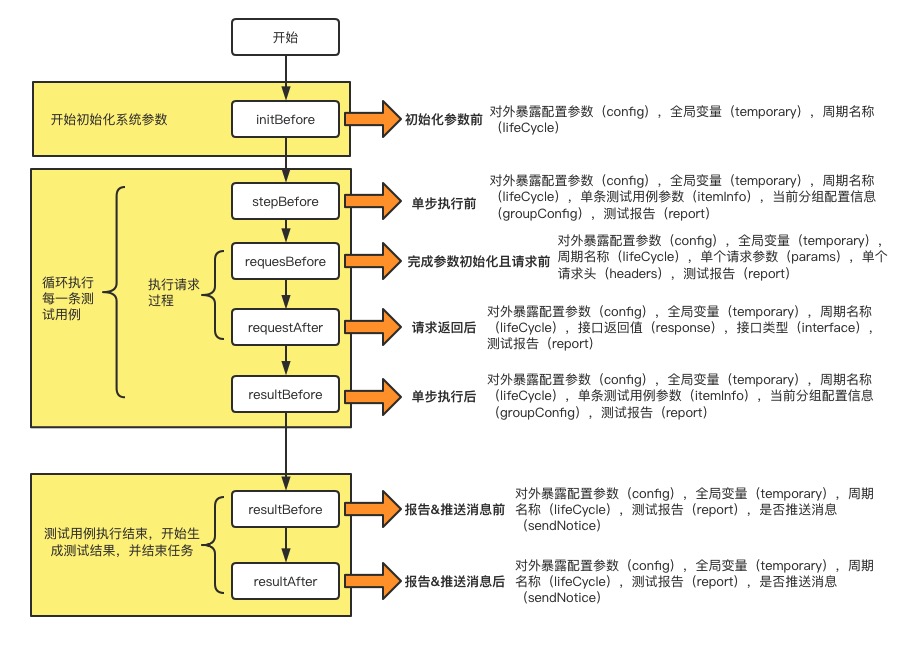 开始
开始初始化系统参数
initBefore
初始化参数前
对外暴露配置参数（config），全局变量（temporary），周期名称
（lifeCycle）
stepBefore
单步执行前
对外暴露配置参数（config），全局变量（temporary），周期名称
（lifeCycle），单条测试用例参数（itemInfo），当前分组配置信息
（groupConfig），测试报告（report）
循环执行
每一条测
试用例
执行请求
过程
requesBefore
完成参数初始化且请求前
对外暴露配置参数（config），全局变量（temporary），
周期名称（lifeCycle），单个请求参数（params），单个
请求头（headers），测试报告（report）
requestAfter
请求返回后
对外暴露配置参数（config），全局变量（temporary），周期名称
（lifeCycle），接口返回值（response），接口类型（interface），
测试报告（report）
resultBefore
单步执行后
对外暴露配置参数（config），全局变量（temporary），周期名称
（lifeCycle），单条测试用例参数（itemInfo），当前分组配置信息
（groupConfig），测试报告（report）
测试用例执行结束，开始生
成测试结果，并结束任务
resultBefore
报告&推送消息前
对外暴露配置参数（config），全局变量（temporary），周期
名称（lifeCycle），测试报告（report），是否推送消息
（sendNotice）
resultAfter
报告&推送消息后
对外暴露配置参数（config），全局变量（temporary），周期
名称（lifeCycle），测试报告（report），是否推送消息
（sendNotice）